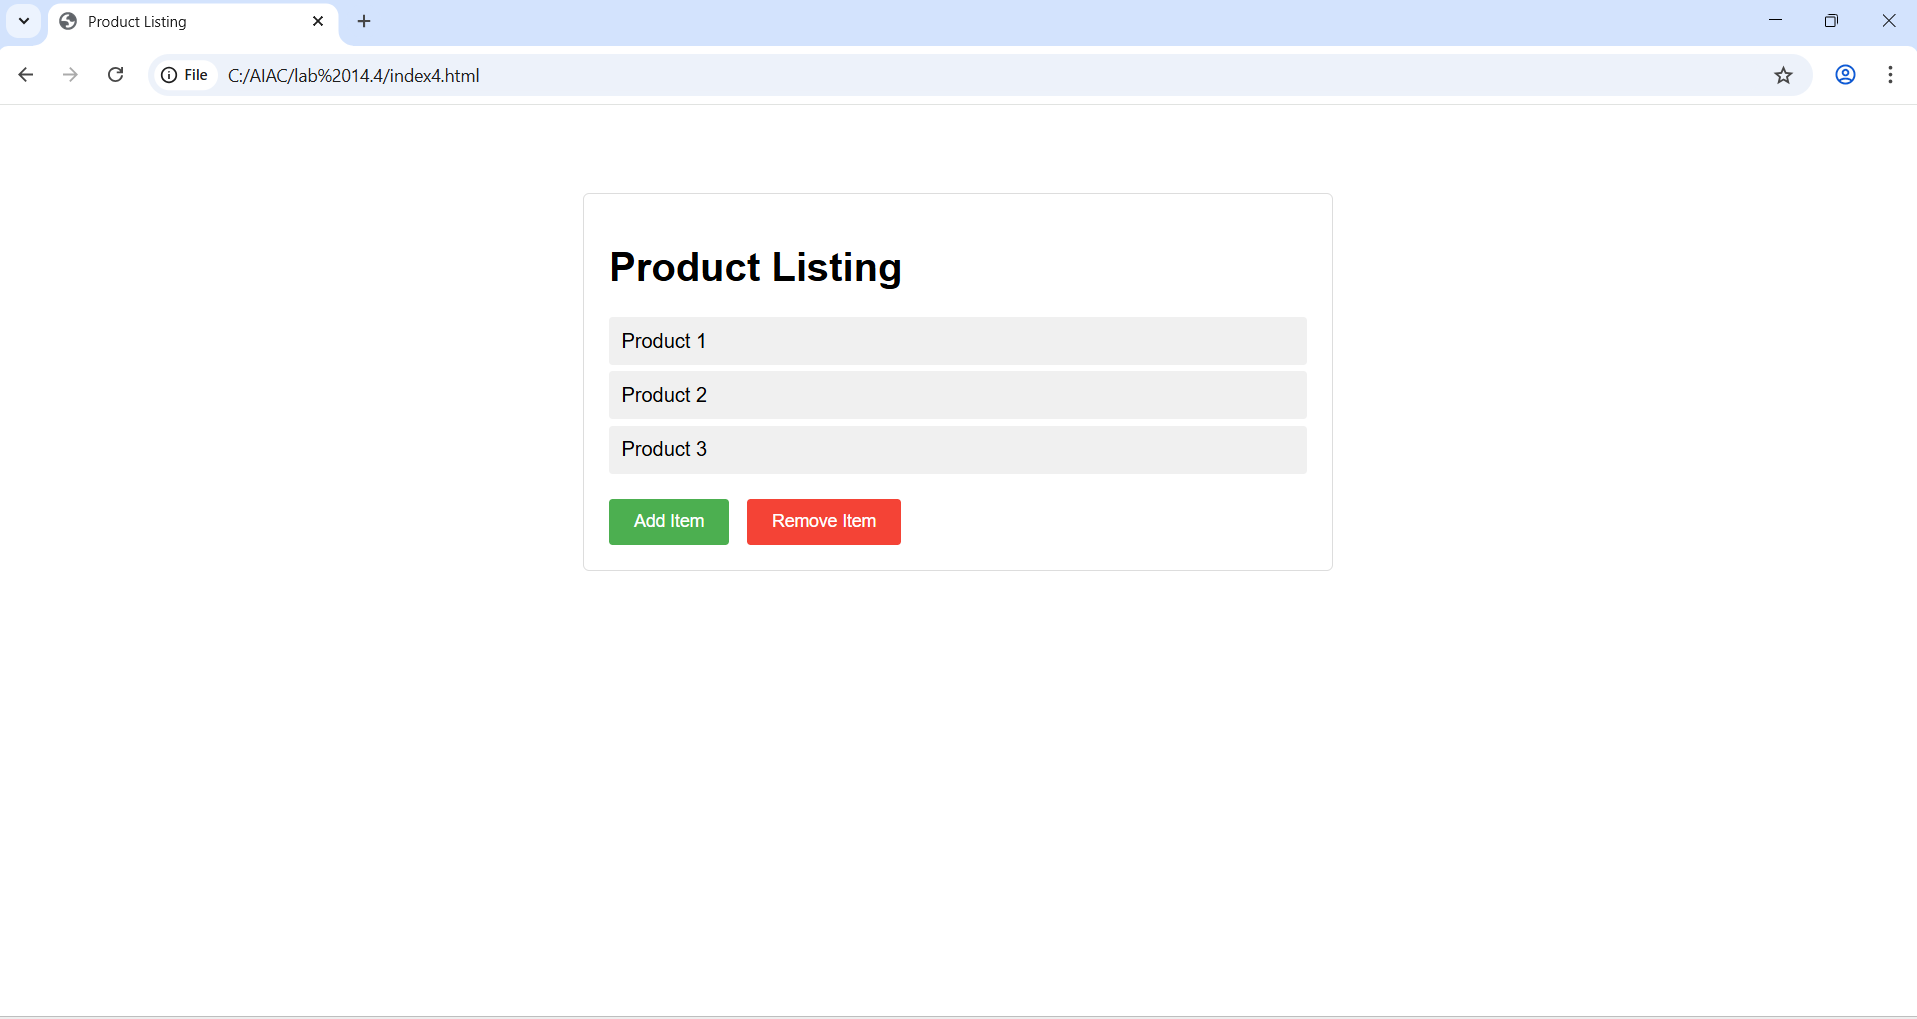 Product Listing
File C:/AIAC/lab%2014.4/index4.html
Product Listing
Product 1
Product 2
Product 3
Add Item Remove Item